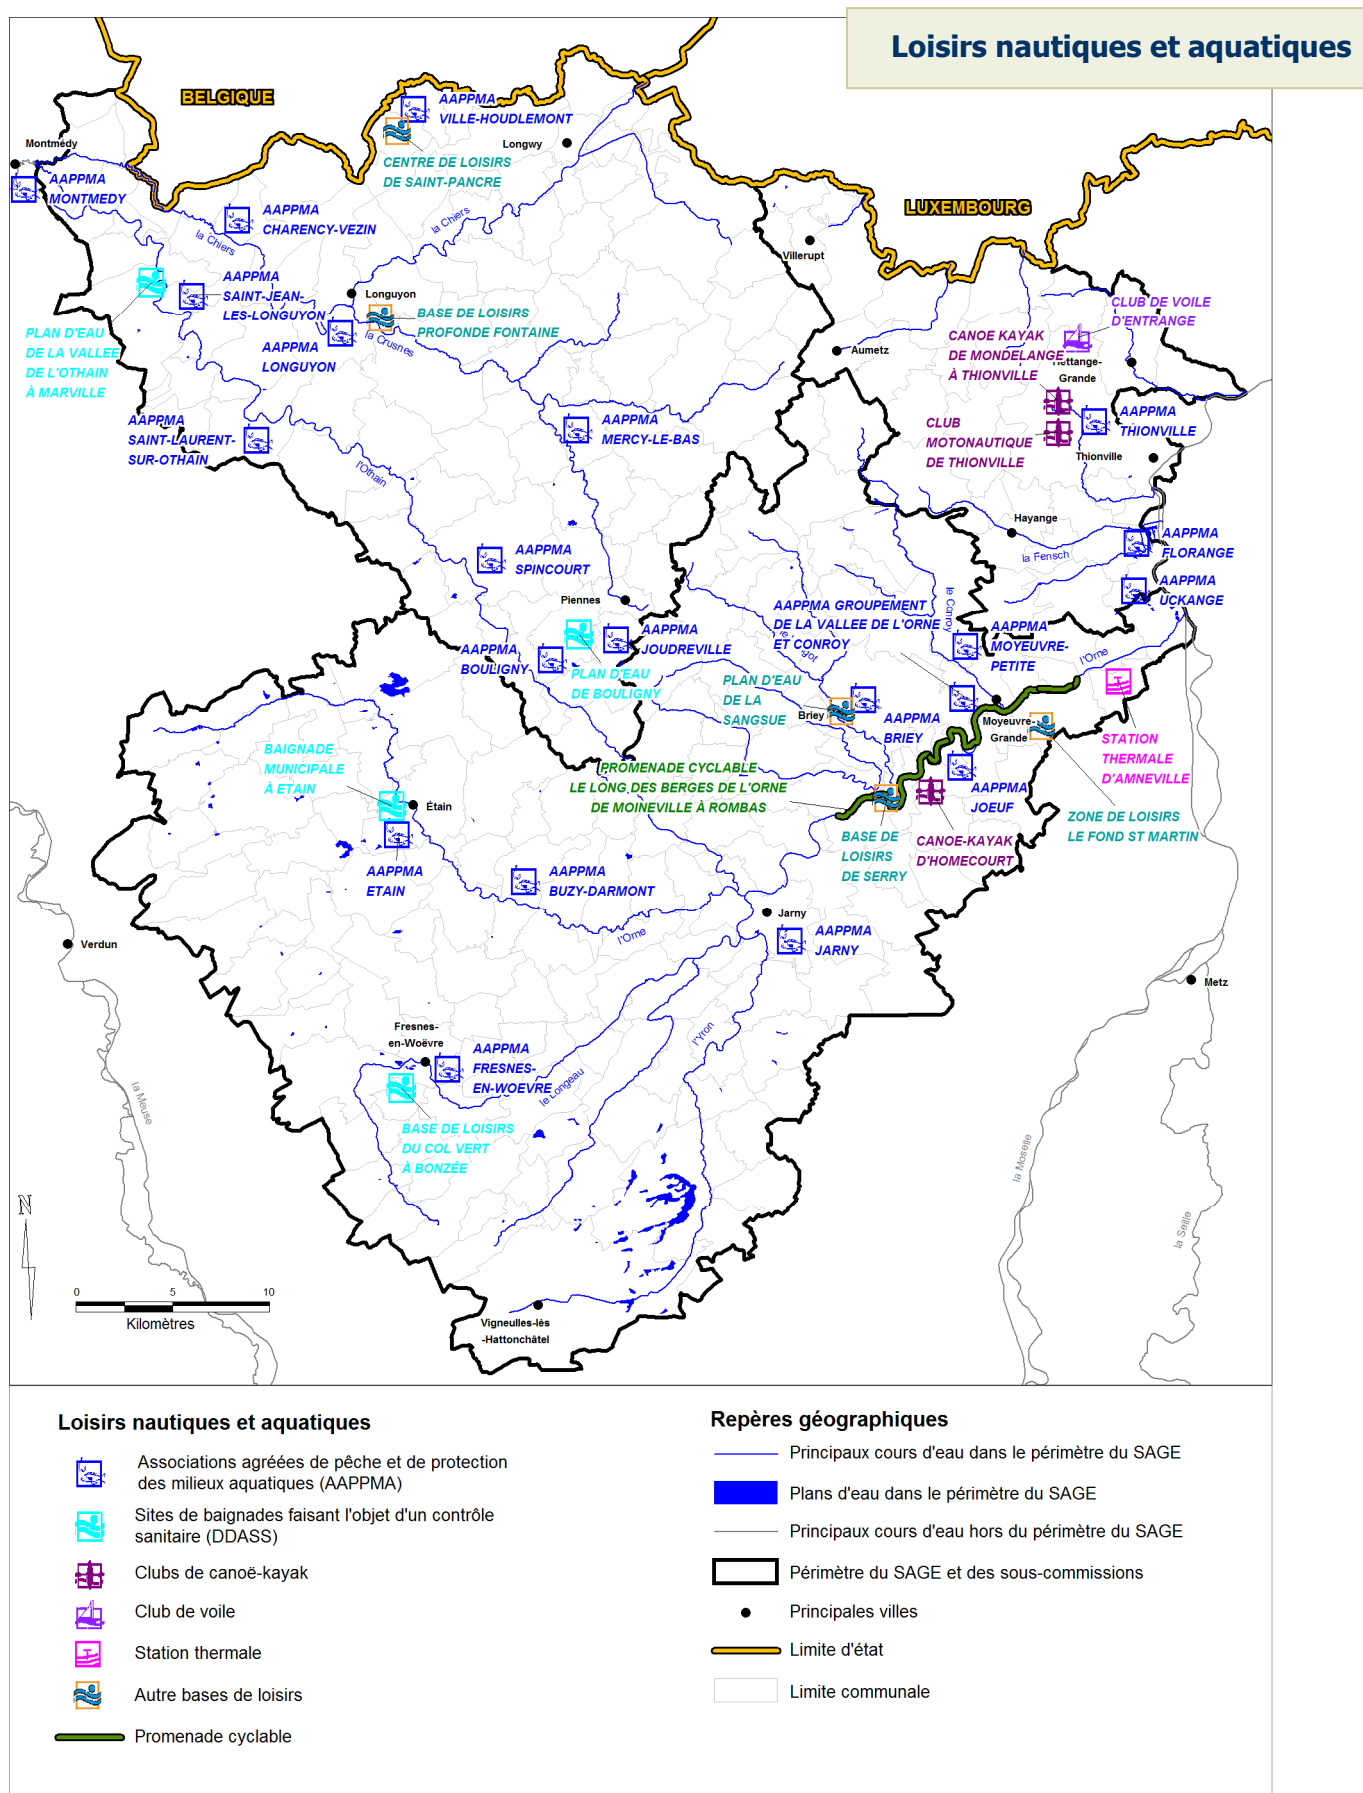 Loisirs nautiques et aquatiques
BELGIQUE
AAPPMA
VILLE-HOUDLEMONT
Longwy
CENTRE DE LOISIRS
DE SAINT-PANCRE
Montmédy
AAPPMA
MONTMEDY
AAPPMA
CHARENCY-VEZIN
la Chiers
la Chiers
LUXEMBOURG
Villerupt
AAPPMA
SAINT-JEAN-
LES-LONGUYON
Longuyon
BASE DE LOISIRS
PROFONDE FONTAINE
la Crusnes
AAPPMA
LONGUYON
PLAN D'EAU
DE LA VALLEE
DE L'OTHAIN
À MARVILLE
CLUB DE VOILE
D'ENTRANGE
CANOE KAYAK
DE MONDELANGE
À THIONVILLE
Aumetz
Hettange-
Grande
AAPPMA
THIONVILLE
CLUB
MOTONAUTIQUE
DE THIONVILLE
Thionville
AAPPMA
SAINT-LAURENT-
SUR-OTHAIN
AAPPMA
MERCY-LE-BAS
l'Othain
Hayange
la Fensch
AAPPMA
FLORANGE
AAPPMA
UCKANGE
AAPPMA
SPINCOURT
Piennes
AAPPMA
JOUDREVILLE
AAPPMA
BOULIGNY
PLAN D'EAU
DE BOULIGNY
AAPPMA GROUPEMENT
DE LA VALLEE DE L'ORNE
ET CONROY
le Conroy
AAPPMA
MOYEUVRE-
PETITE
l'Orne
PLAN D'EAU
DE LA
SANGSUE
Briey
AAPPMA
BRIEY
Moyeuvre-
Grande
STATION
THERMALE
D'AMNEVILLE
BAIGNADE
MUNICIPALE
À ETAIN
Étain
PROMENADE CYCLABLE
LE LONG DES BERGES DE L'ORNE
DE MOINEVILLE À ROMBAS
AAPPMA
JOEUF
ZONE DE LOISIRS
LE FOND ST MARTIN
BASE DE
LOISIRS
DE SERRY
CANOE-KAYAK
D'HOMECOURT
AAPPMA
ETAIN
AAPPMA
BUZY-DARMONT
l'Orne
Jarny
AAPPMA
JARNY
Verdun
Metz
Fresnes-
en-Woëvre
AAPPMA
FRESNES-
EN-WOEVRE
le Longeau
l'Yron
la Meuse
BASE DE LOISIRS
DU COL VERT
À BONZÉE
la Moselle
la Seille
N
0 5 10
Kilomètres
Vigneulles-lès
-Hattonchâtel
Loisirs nautiques et aquatiques
Associations agréées de pêche et de protection
des milieux aquatiques (AAPPMA)
Sites de baignades faisant l'objet d'un contrôle
sanitaire (DDASS)
Clubs de canoë-kayak
Club de voile
Station thermale
Autre bases de loisirs
Promenade cyclable
Repères géographiques
Principaux cours d'eau dans le périmètre du SAGE
Plans d'eau dans le périmètre du SAGE
Principaux cours d'eau hors du périmètre du SAGE
Périmètre du SAGE et des sous-commissions
Principales villes
Limite d'état
Limite communale